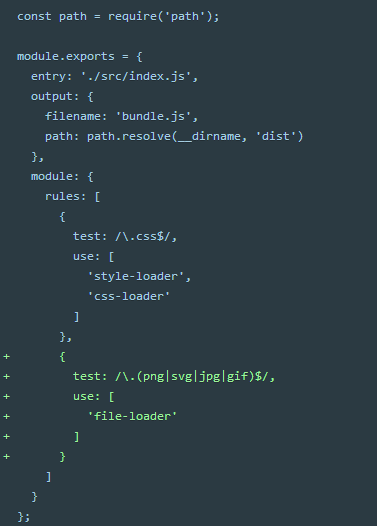 const path = require('path');

module.exports = {
  entry: './src/index.js',
  output: {
    filename: 'bundle.js',
    path: path.resolve(__dirname, 'dist')
  },
  module: {
    rules: [
      {
        test: /\.css$/,
        use: [
          'style-loader',
          'css-loader'
        ]
      },
+     {
+       test: /\.(png|svg|jpg|gif)$/,
+       use: [
+         'file-loader'
+       ]
+     }
    ]
  }
};